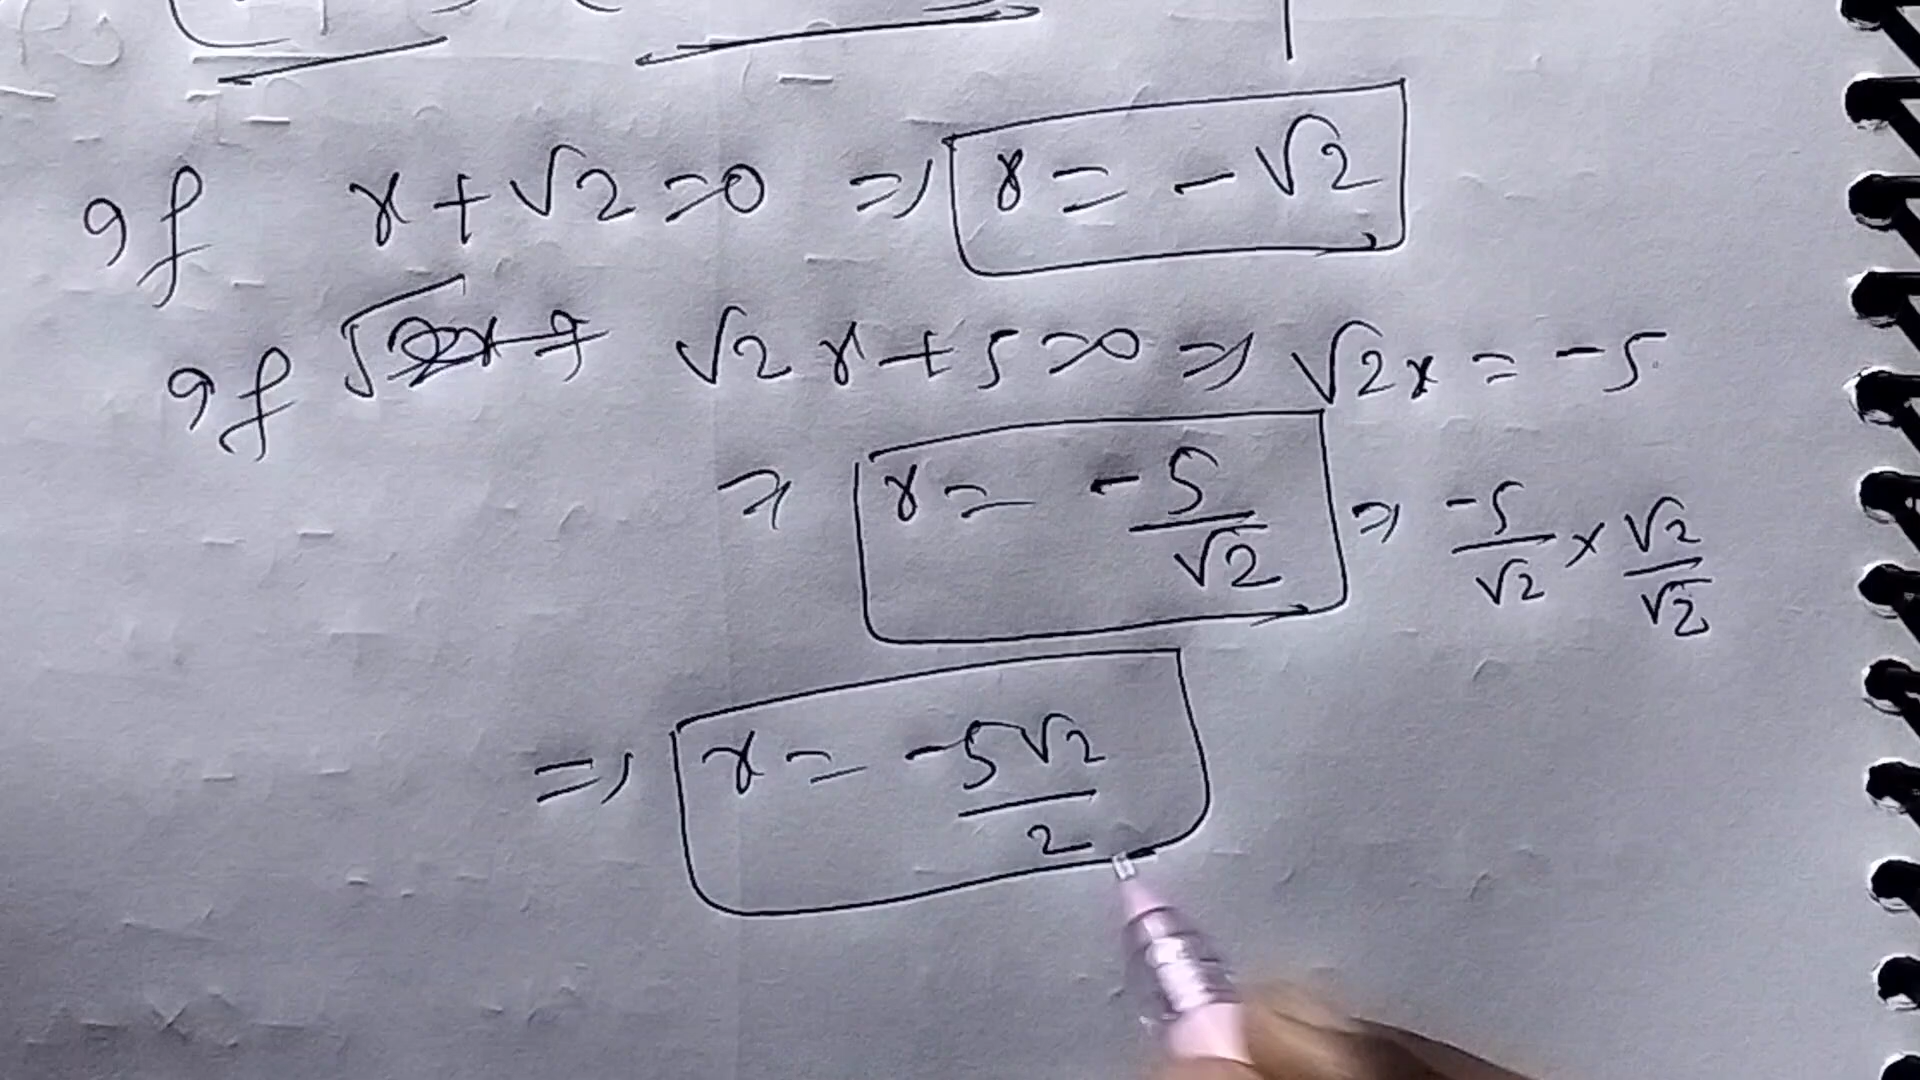 If x + √2 = 0 ⇒ x = -√2
If √2x + 5 = 0 ⇒ √2x = -5
⇒ x = -5/√2 ⇒ -5/√2 × √2/√2
⇒ x = -5√2/2